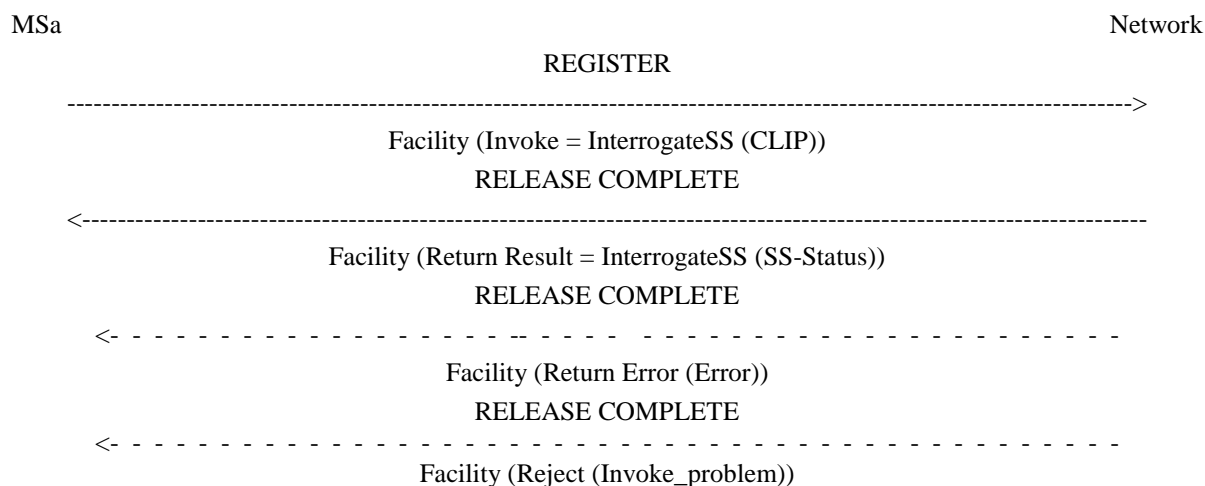 MSa Network
REGISTER
------------------------------------------------------------------------------------------------------------------------>
Facility (Invoke = InterrogateSS (CLIP))
RELEASE COMPLETE
<------------------------------------------------------------------------------------------------------------------------
Facility (Return Result = InterrogateSS (SS-Status))
RELEASE COMPLETE
<- - - - - - - - - - - - - - - - - - - -- - - - - - - - - - - - - - - - - - - - - - -
Facility (Return Error (Error))
RELEASE COMPLETE
<- - - - - - - - - - - - - - - - - - - - - - - - - - - - - - - - - - - - - - - - - -
Facility (Reject (Invoke_problem))